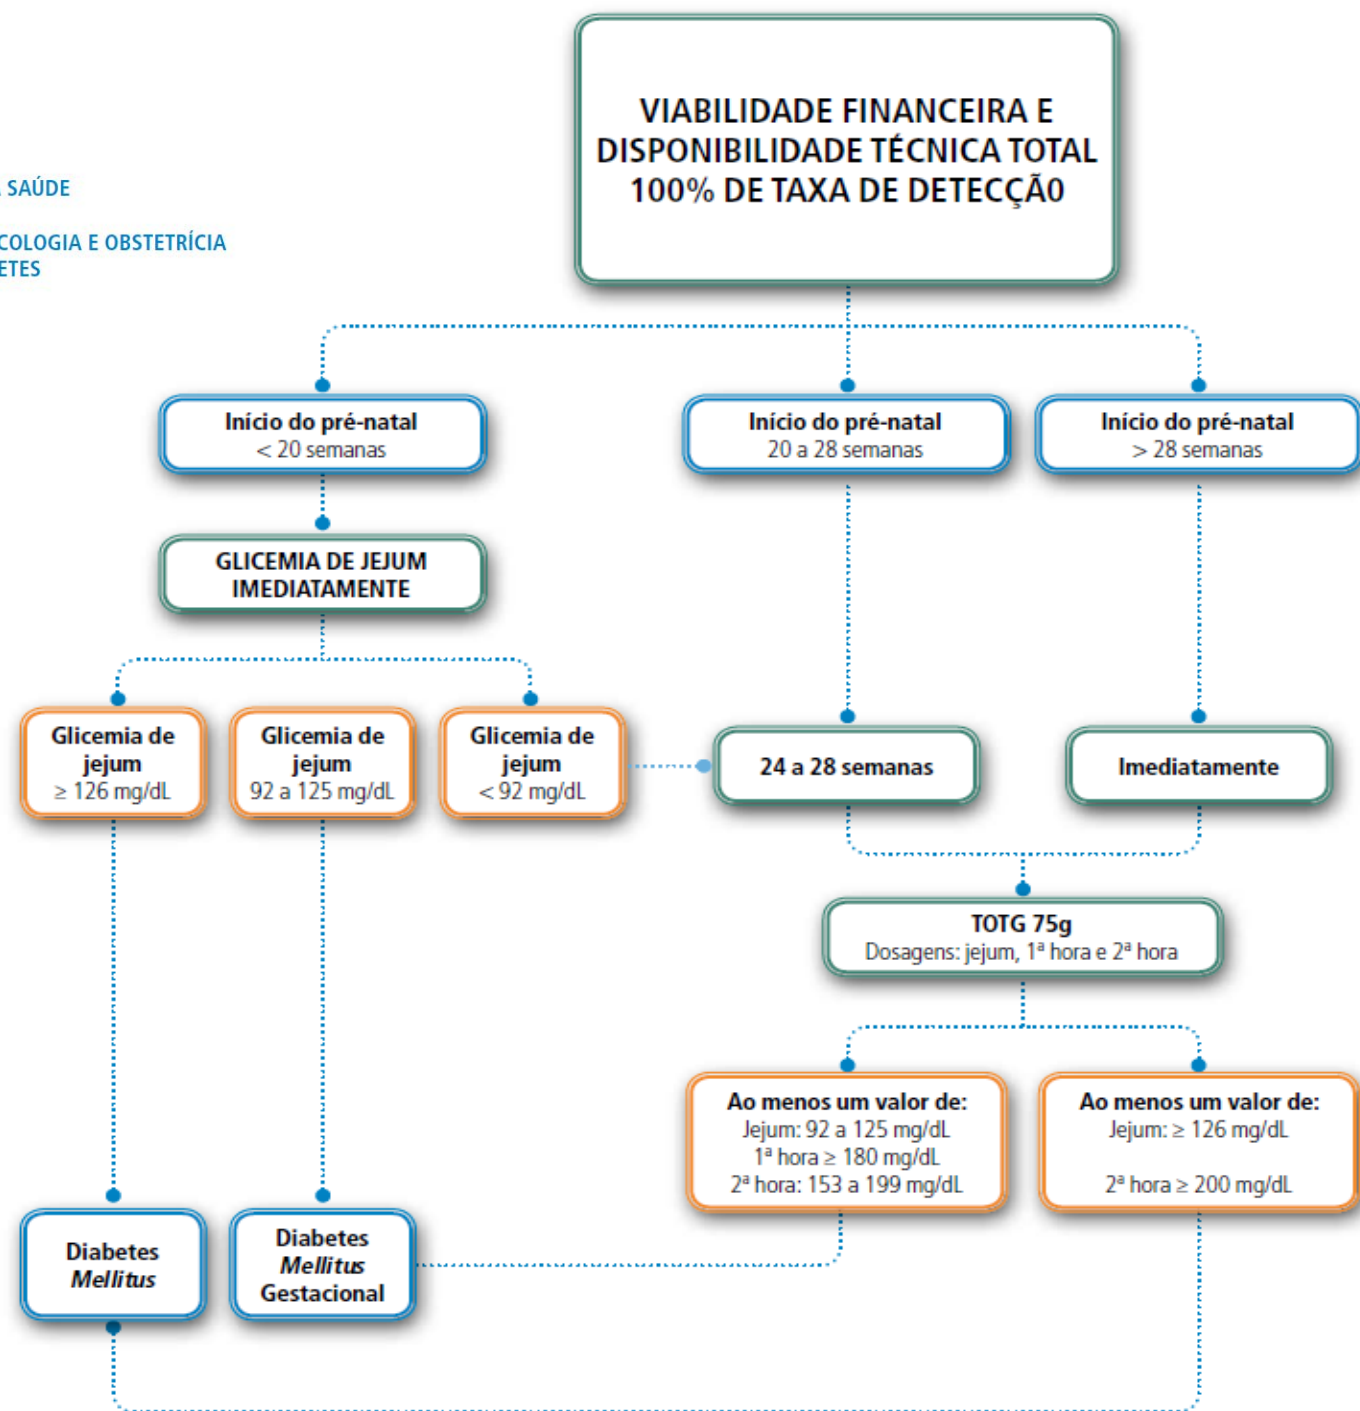 VIABILIDADE FINANCEIRA E
DISPONIBILIDADE TÉCNICA TOTAL
100% DE TAXA DE DETECÇÃ0
SAÚDE
COLOGIA E OBSTETRÍCIA
ETES
Início do pré-natal
< 20 semanas
Início do pré-natal
20 a 28 semanas
Início do pré-natal
> 28 semanas
GLICEMIA DE JEJUM
IMEDIATAMENTE
Glicemia de
jejum
≥ 126 mg/dL
Glicemia de
jejum
92 a 125 mg/dL
Glicemia de
jejum
< 92 mg/dL
24 a 28 semanas
Imediatamente
TOTG 75g
Dosagens: jejum, 1ª hora e 2ª hora
Ao menos um valor de:
Jejum: 92 a 125 mg/dL
1ª hora ≥ 180 mg/dL
2ª hora: 153 a 199 mg/dL
Ao menos um valor de:
Jejum: ≥ 126 mg/dL
2ª hora ≥ 200 mg/dL
Diabetes
Mellitus
Diabetes
Mellitus
Gestacional